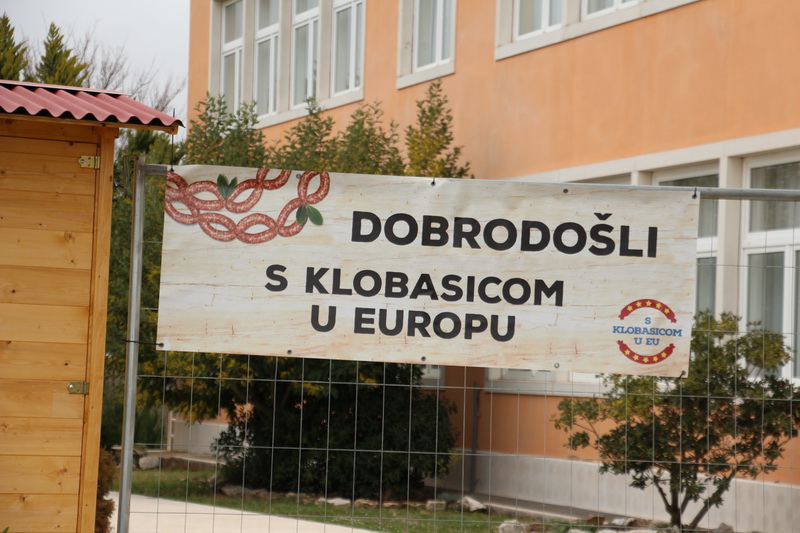 DOBRODOŠLI
S KLOBASICOM
U EUROPU
S
KLOBASICOM
U EU